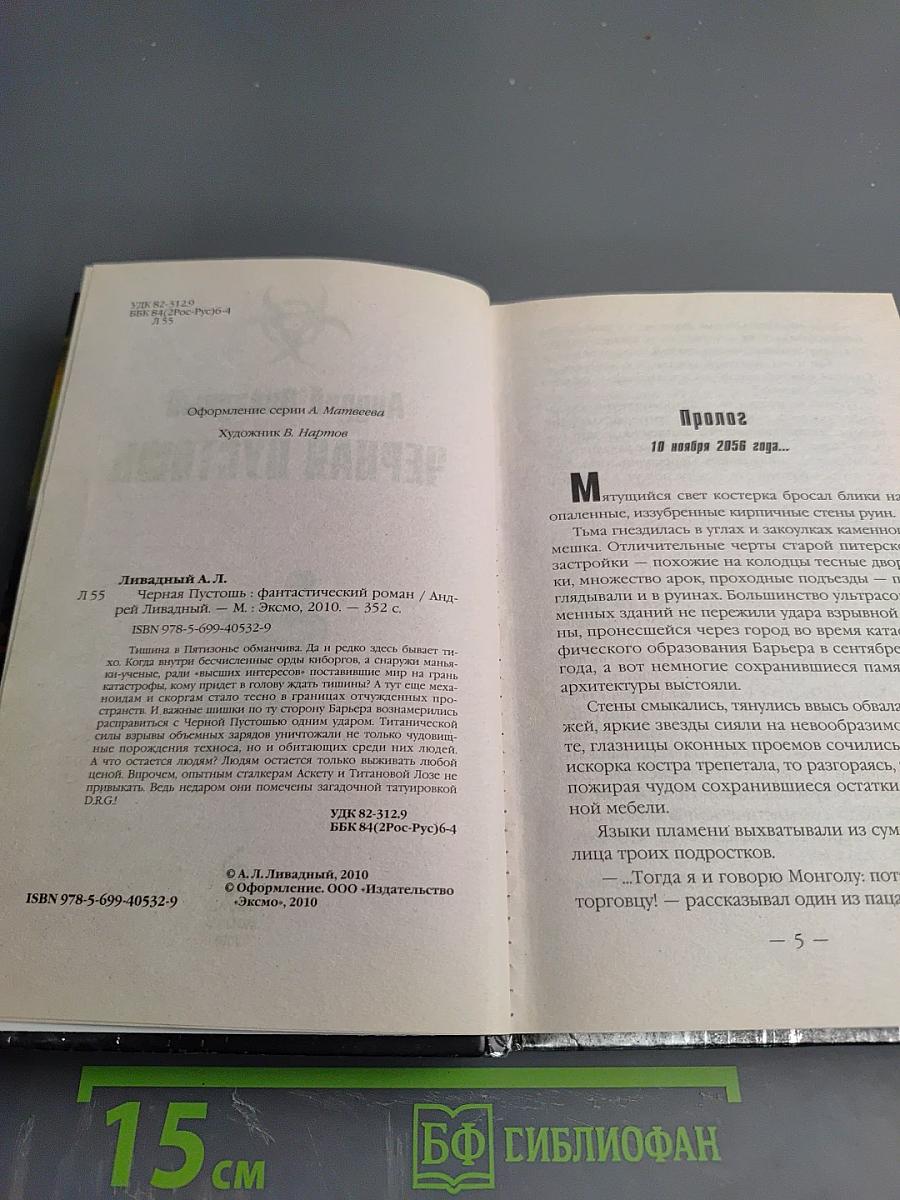 УДК 82-312.9
ББК 84(2Рос-Рус)6-4
Л 55
Оформление серии А. Матвеева
Художник В. Нартов
Ливадный А. Л.
Л 55 Черная Пустошь : фантастический роман / Анд-
рей Ливадный. — М. : Эксмо, 2010. — 352 с.
ISBN 978-5-699-40532-9
Тишина в Пятизонье обманчива. Да и редко здесь бывает ти-
хо. Когда внутри бесчисленные орды киборгов, а снаружи манья-
ки-ученые, ради «высших интересов» поставившие мир на грань
катастрофы, кому придет в голову ждать тишины? А тут еще меха-
ноидам и скоргам стало тесно в границах отчужденных про-
странств. И важные шишки по ту сторону Барьера вознамерились
расправиться с Черной Пустошью одним ударом. Титанической
силы взрывы объемных зарядов уничтожали не только чудовищ-
ные порождения техноса, но и обитающих среди них людей.
А что остается людям? Людям остается только выживать любой
ценой. Впрочем, опытным сталкерам Аскету и Титановой Лозе не
привыкать. Ведь недаром они помечены загадочной татуировкой
D.R.G!
УДК 82-312.9
ББК 84(2Рос-Рус)6-4
© А. Л. Ливадный, 2010
© Оформление. ООО «Издательство
«Эксмо», 2010
ISBN 978-5-699-40532-9
Пролог
10 ноября 2056 года...
Мятущийся свет костерка бросал блики на
опаленные, иззубренные кирпичные стены руин.
Тьма гнездилась в углах и закоулках каменног
мешка. Отличительные черты старой питерско
застройки — похожие на колодцы тесные двор
ки, множество арок, проходные подъезды — п
глядывали и в руинах. Большинство ультрасов
менных зданий не пережили удара взрывной
ны, пронесшейся через город во время катас
фического образования Барьера в сентябре
года, а вот немногие сохранившиеся памя
архитектуры выстояли.
Стены смыкались, тянулись ввысь обвала
жей, яркие звезды сияли на невообразимо
те, глазницы оконных проемов сочились
искорка костра трепетала, то разгораясь,
пожирая чудом сохранившиеся остатки
ной мебели.
Языки пламени выхватывали из сум
лица троих подростков.
— ...Тогда я и говорю Монголу: пот
торговцу! — рассказывал один из паца
— 5 —
15 см
БФ БИБЛИОФАН